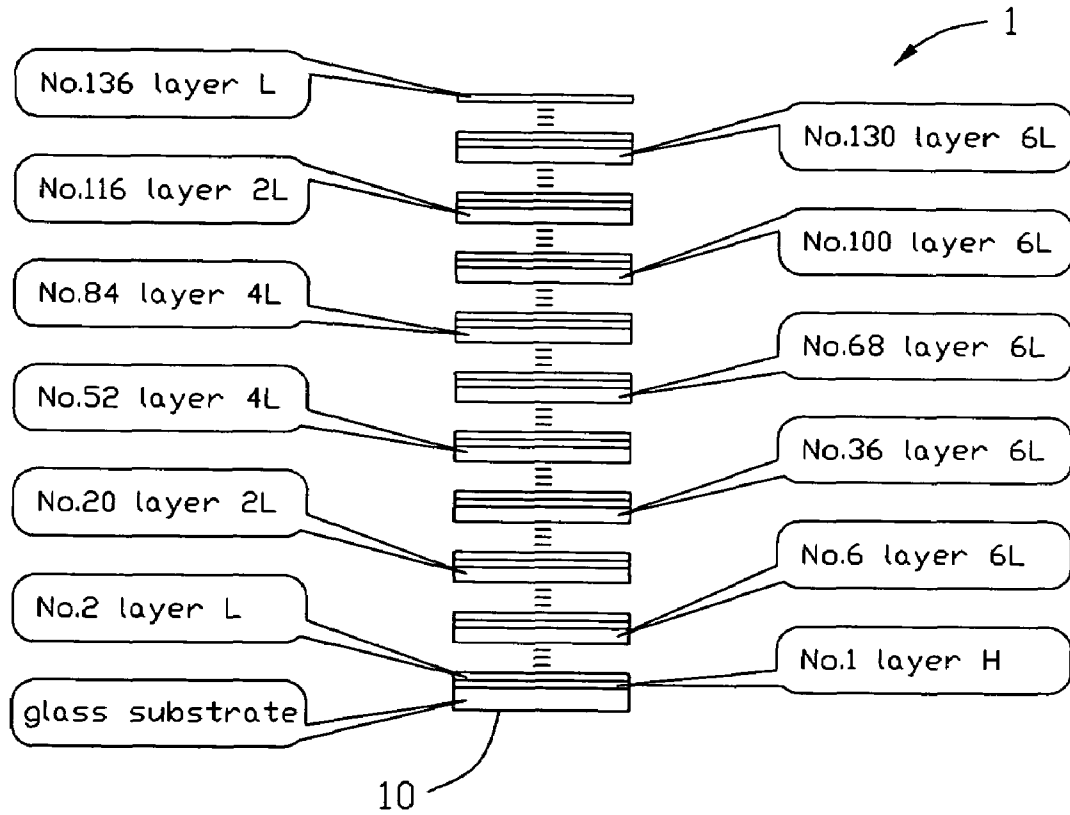 1
No.136 layer L
No.130 layer 6L
No.116 layer 2L
No.100 layer 6L
No.84 layer 4L
No.68 layer 6L
No.52 layer 4L
No.36 layer 6L
No.20 layer 2L
No.6 layer 6L
No.2 layer L
No.1 layer H
glass substrate
10